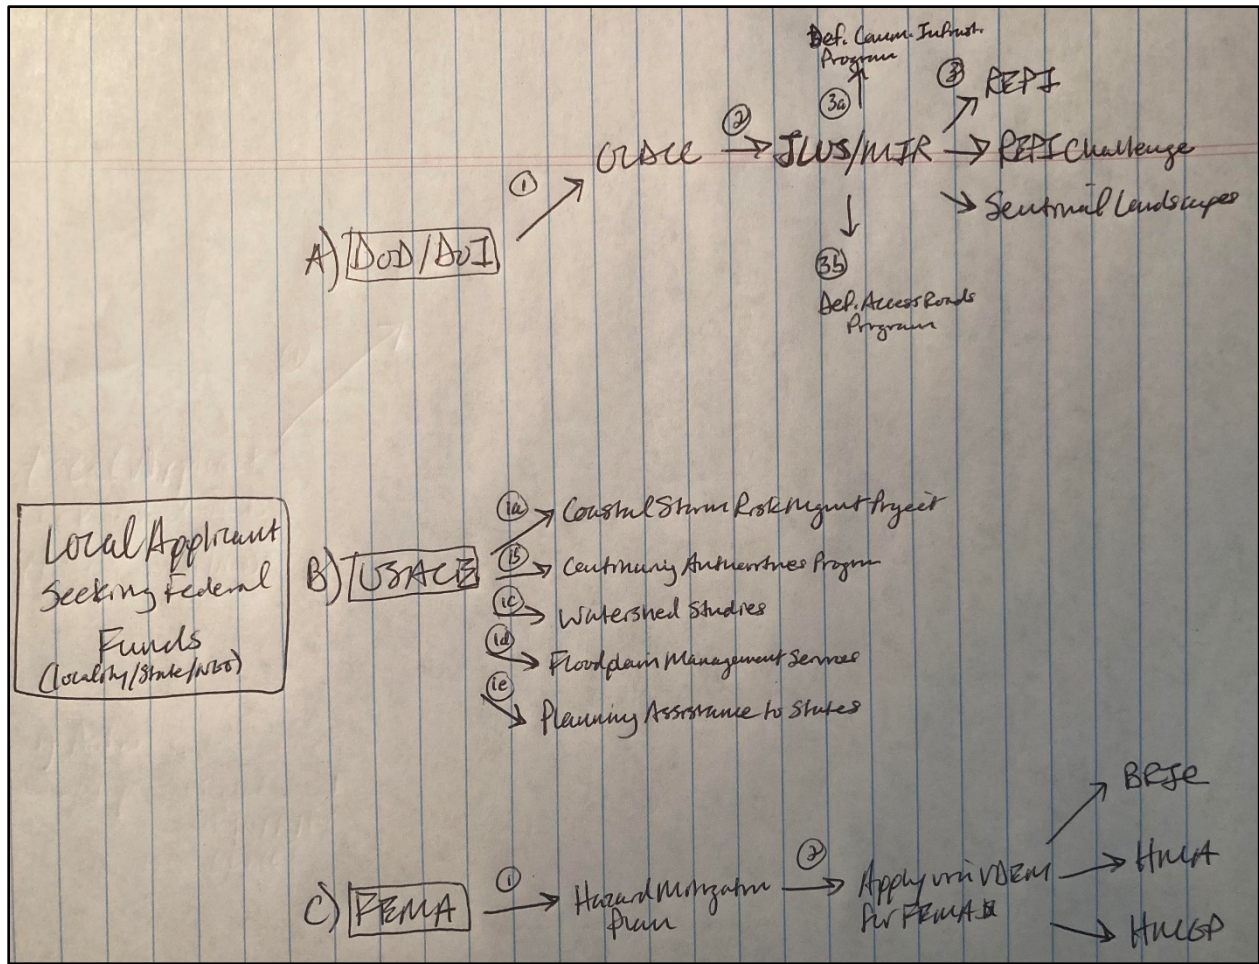 Def. Comm. Infrast.
Program
3a
3
REPI
2
OLDCC
JLUS/MIR
REPI Challenge
Sentinal Landscapes
1
A) DoD/DoI
3b
Def. Access Roads
Program
Local Applicant
Seeking Federal
Funds
(locality/State/NGO)
B) USACE
1a
Coastal Storm Risk Mgmt Project
1b
Continuing Authorities Program
1c
Watershed Studies
1d
Floodplain Management Services
1e
Planning Assistance to States
C) FEMA
1
Hazard Mitigation
Plan
2
Apply via VDEM
for FEMA
BRIC
HMA
HMGP